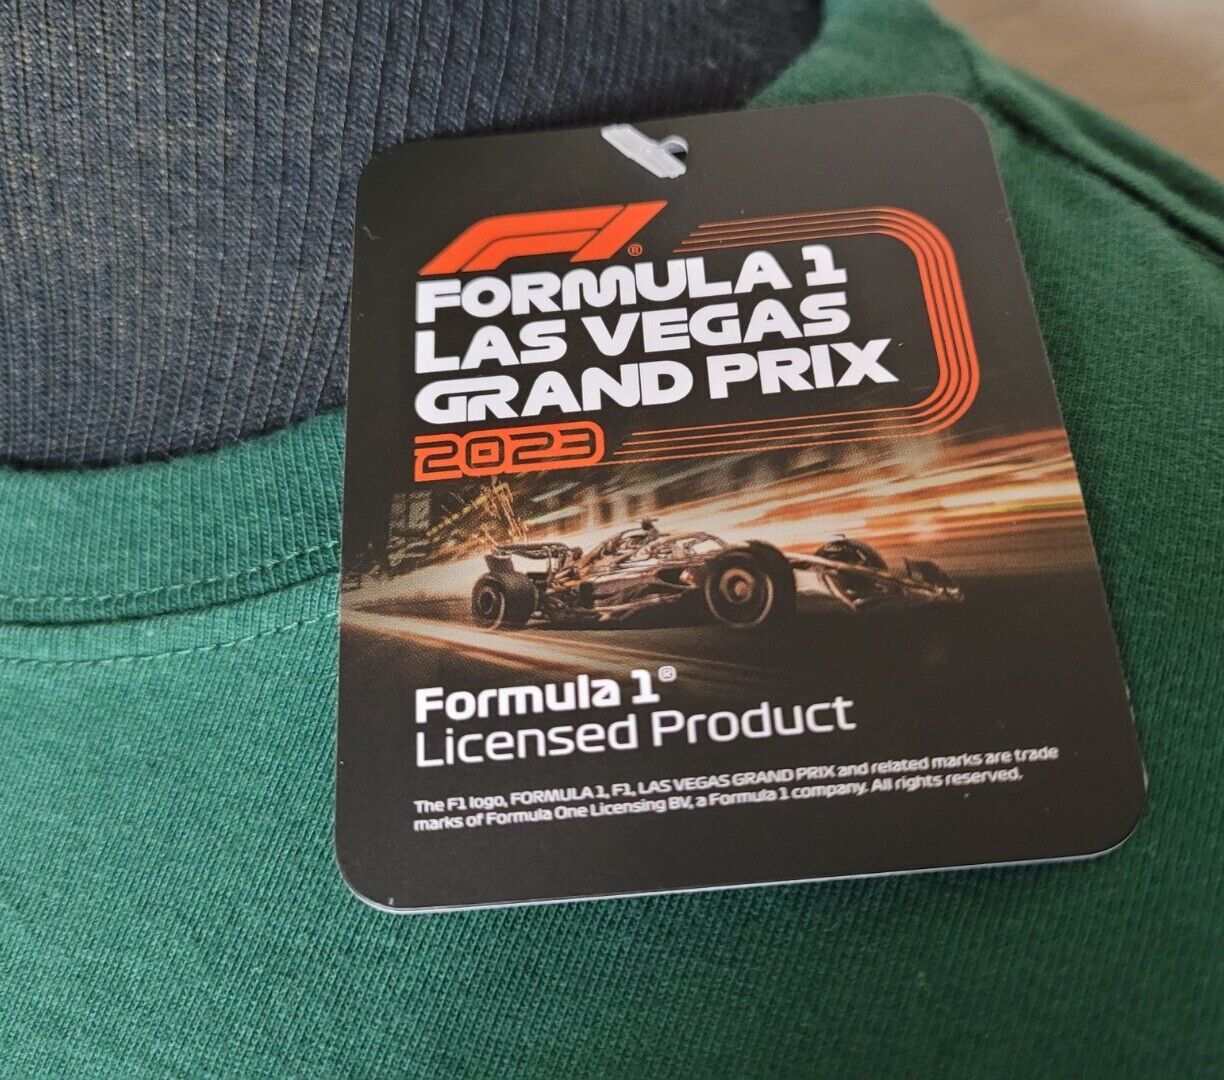 F1®
FORMULA 1
LAS VEGAS
GRAND PRIX
2023
Formula 1®
Licensed Product
The F1 logo, FORMULA 1, F1, LAS VEGAS GRAND PRIX and related marks are trade
marks of Formula One Licensing BV, a Formula 1 company. All rights reserved.